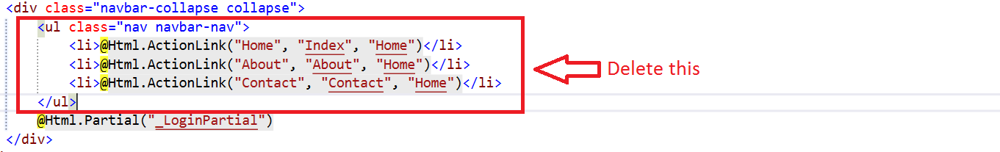 <div class="navbar-collapse collapse">
<ul class="nav navbar-nav">
<li>@Html.ActionLink("Home", "Index", "Home")</li>
<li>@Html.ActionLink("About", "About", "Home")</li>
<li>@Html.ActionLink("Contact", "Contact", "Home")</li>
</ul>
@Html.Partial("_LoginPartial")
</div>
Delete this